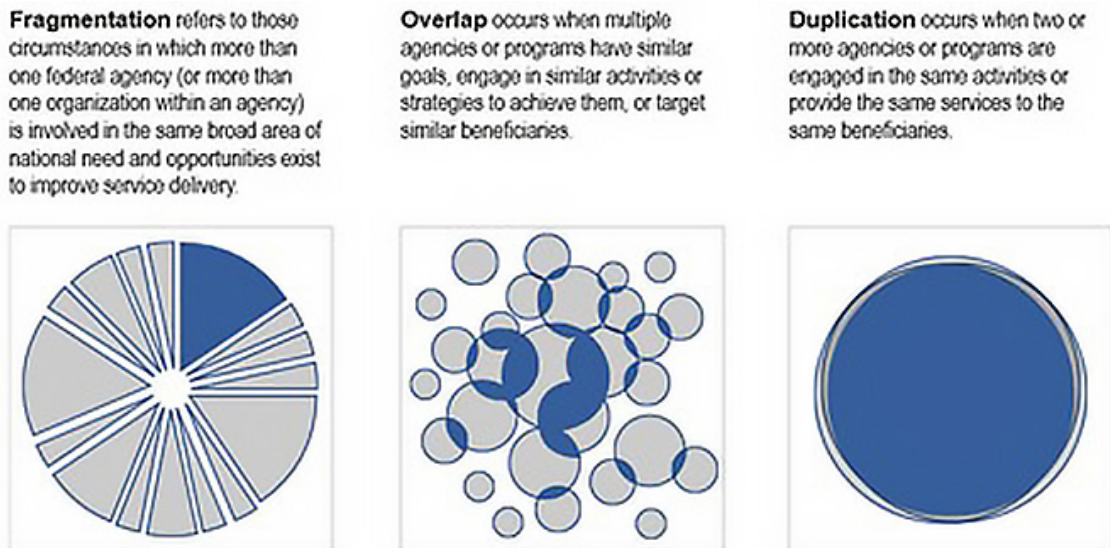 Fragmentation refers to those
circumstances in which more than
one federal agency (or more than
one organization within an agency)
is involved in the same broad area of
national need and opportunities exist
to improve service delivery.
Overlap occurs when multiple
agencies or programs have similar
goals, engage in similar activities or
strategies to achieve them, or target
similar beneficiaries.
Duplication occurs when two or
more agencies or programs are
engaged in the same activities or
provide the same services to the
same beneficiaries.